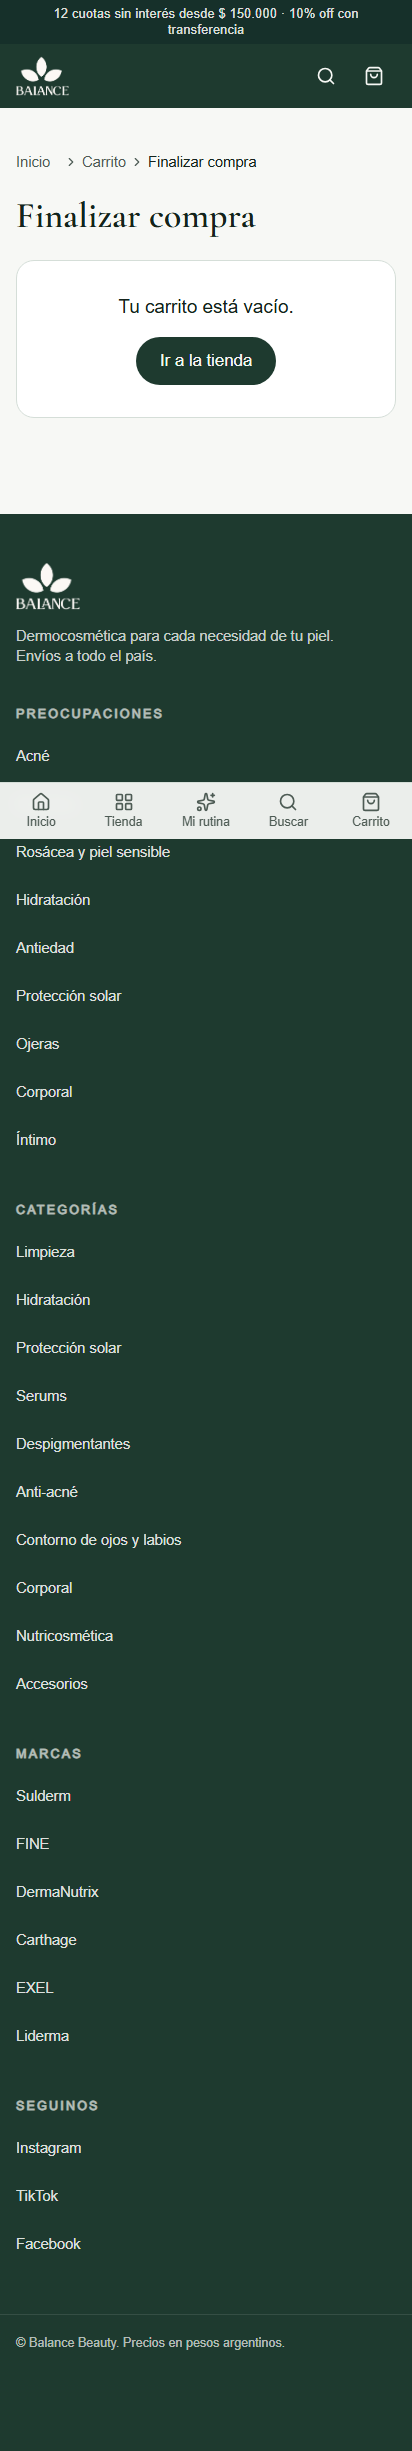 12 cuotas sin interés desde $ 150.000 · 10% off con
transferencia
BALANCE
Inicio > Carrito > Finalizar compra
Finalizar compra
Tu carrito está vacío.
Ir a la tienda
BALANCE
Dermocosmética para cada necesidad de tu piel.
Envíos a todo el país.
PREOCUPACIONES
Acné
Inicio Tienda Mi rutina Buscar Carrito
Rosácea y piel sensible
Hidratación
Antiedad
Protección solar
Ojeras
Corporal
Íntimo
CATEGORÍAS
Limpieza
Hidratación
Protección solar
Serums
Despigmentantes
Anti-acné
Contorno de ojos y labios
Corporal
Nutricosmética
Accesorios
MARCAS
Sulderm
FINE
DermaNutrix
Carthage
EXEL
Liderma
SEGUINOS
Instagram
TikTok
Facebook
© Balance Beauty. Precios en pesos argentinos.